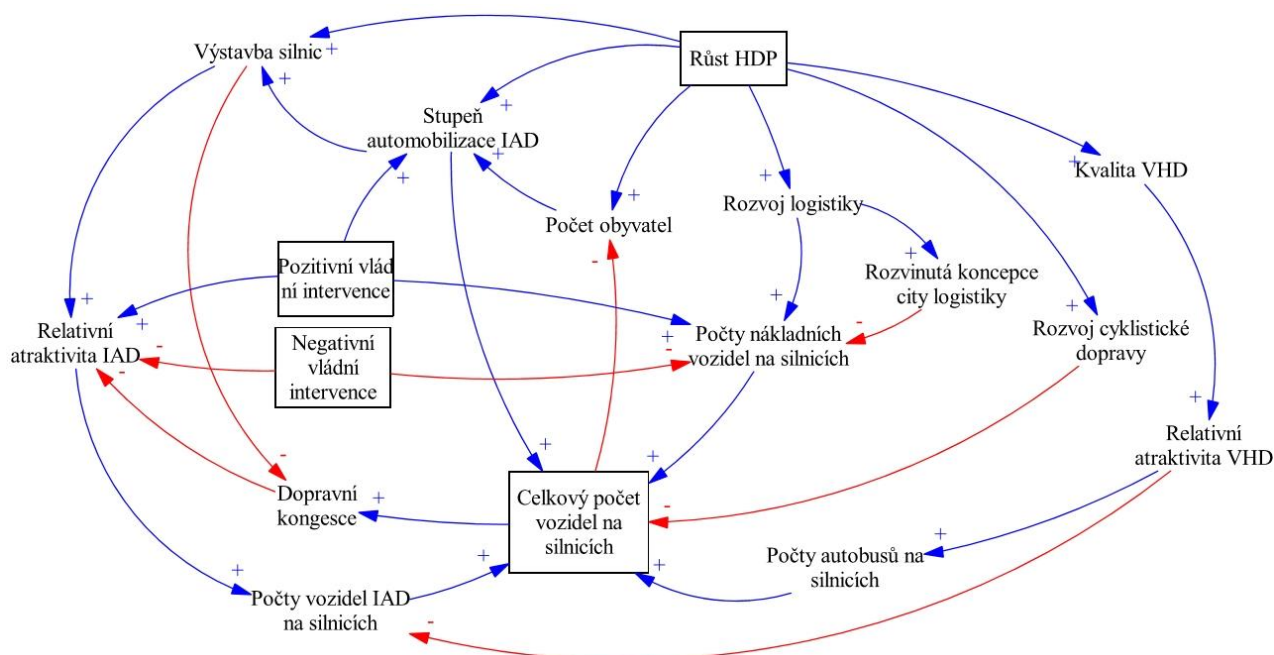 Výstavba silnic
Růst HDP
Stupeň
automobilizace IAD
Kvalita VHD
Rozvoj logistiky
Počet obyvatel
Pozitivní vlád
ní intervence
Rozvinutá koncepce
city logistiky
Relativní
atraktivita IAD
Negativní
vládní
intervence
Počty nákladních
vozidel na silnicích
Rozvoj cyklistické
dopravy
Relativní
atraktivita VHD
Dopravní
kongesce
Celkový počet
vozidel na
silnicích
Počty autobusů na
silnicích
Počty vozidel IAD
na silnicích